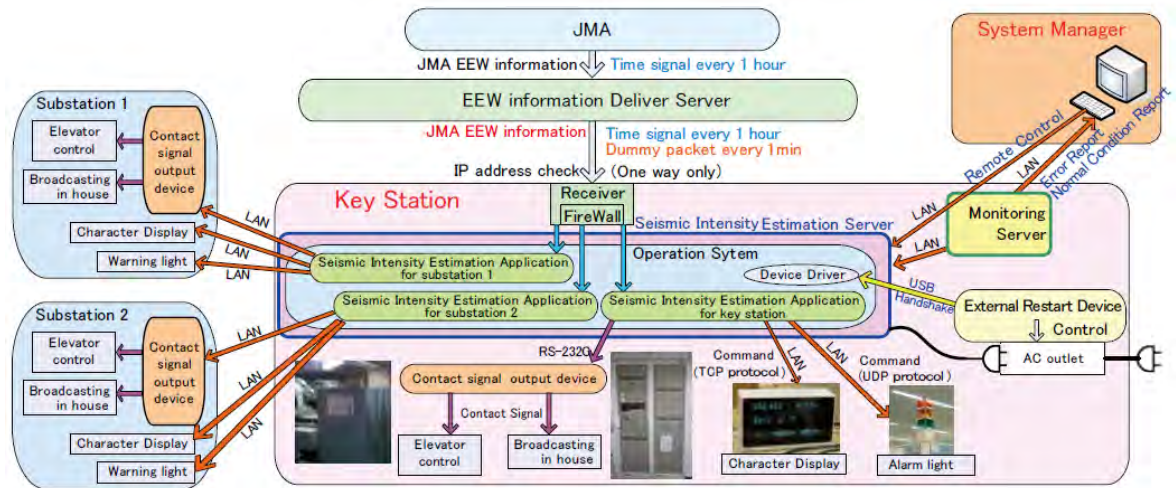 JMA
JMA EEW information
Time signal every 1 hour
EEW information Deliver Server
JMA EEW information
Time signal every 1 hour
Dummy packet every 1min
IP address check
(One way only)
System Manager
Remote Control
LAN
Error Report
Normal Condition Report
LAN
LAN
Monitoring
Server
Substation 1
Elevator
control
Broadcasting
in house
Contact
signal
output
device
Character Display
Warning light
LAN
LAN
LAN
Substation 2
Elevator
control
Broadcasting
in house
Contact
signal
output
device
Character Display
Warning light
LAN
LAN
LAN
Key Station
Receiver
FireWall
Seismic Intensity Estimation Server
Operation Sytem
Seismic Intensity Estimation Application
for substation 1
Device Driver
Seismic Intensity Estimation Application
for substation 2
Seismic Intensity Estimation Application
for key station
USB
Handshake
External Restart Device
Control
AC outlet
RS-232C
Contact signal output device
Contact Signal
Elevator
control
Broadcasting
in house
Command
(TCP protocol)
LAN
LAN
Command
(UDP protocol)
Character Display
Alarm light